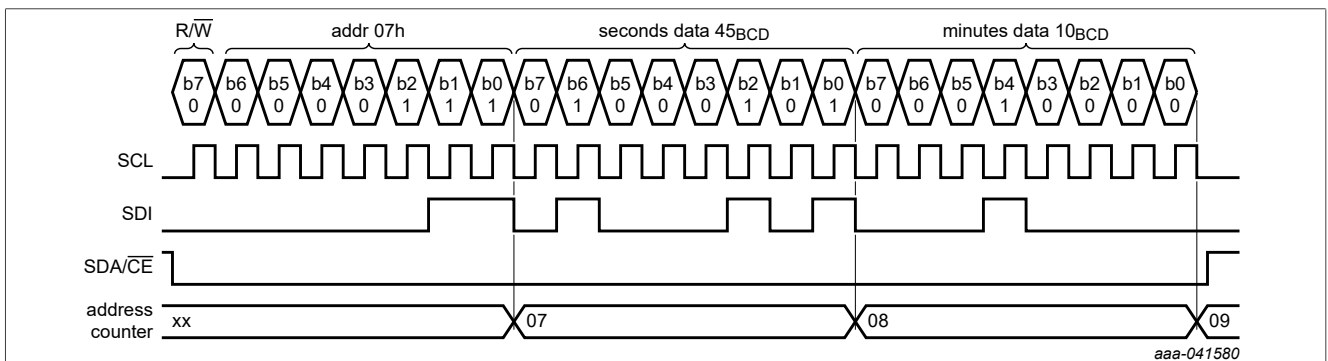 R/W addr 07h seconds data 45BCD minutes data 10BCD
b7 b6 b5 b4 b3 b2 b1 b0 b7 b6 b5 b4 b3 b2 b1 b0 b7 b6 b5 b4 b3 b2 b1 b0
0 0 0 0 0 1 1 1 0 1 0 0 0 1 0 1 0 0 0 1 0 0 0 0
SCL
SDI
SDA/CE
address
counter
xx 07 08 09
aaa-041580